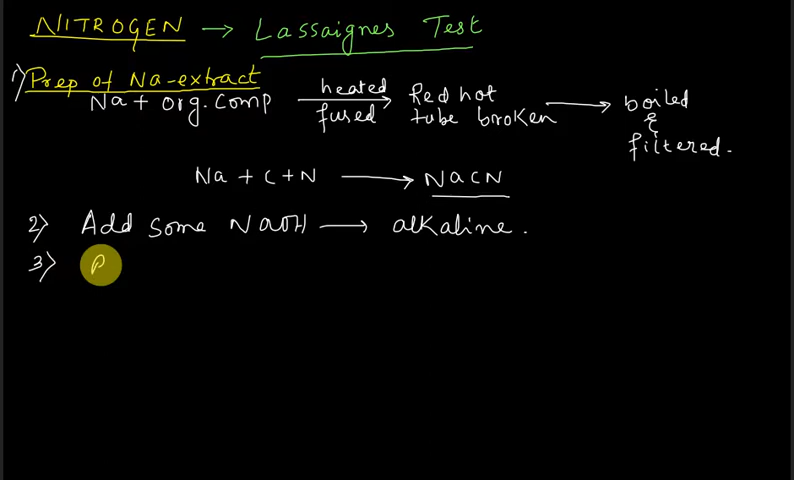 NITROGEN → Lassaignes Test
1) Prep of Na-extract
Na + Org. Comp heated fused → Red hot tube broken → boiled & filtered.
Na + C + N → NaCN
2) Add some NaOH → alkaline.
3)